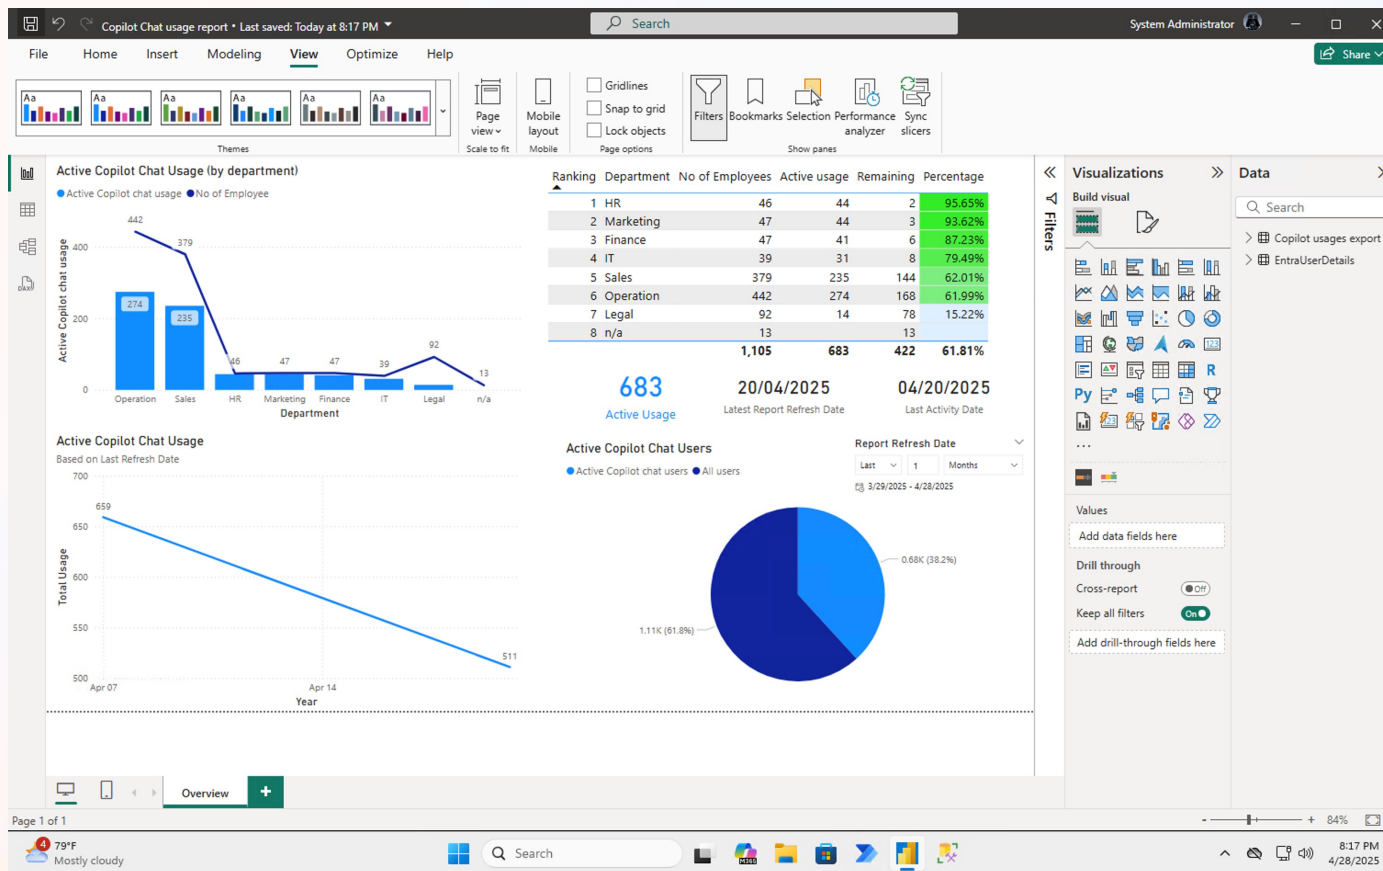 Copilot Chat usage report • Last saved: Today at 8:17 PM
Search
System Administrator
File Home Insert Modeling View Optimize Help
Share
Aa Aa Aa Aa Aa Aa
Themes
Page view
Scale to fit
Mobile layout
Mobile
Gridlines
Snap to grid
Lock objects
Page options
Filters Bookmarks Selection Performance analyzer Sync slicers
Show panes
Active Copilot Chat Usage (by department)
Active Copilot chat usage No of Employee
Active Copilot chat usage
400
200
0
442
379
274
235
46
47
47
39
92
13
Operation Sales HR Marketing Finance IT Legal n/a
Department
Ranking Department No of Employees Active usage Remaining Percentage
1 HR 46 44 2 95.65%
2 Marketing 47 44 3 93.62%
3 Finance 47 41 6 87.23%
4 IT 39 31 8 79.49%
5 Sales 379 235 144 62.01%
6 Operation 442 274 168 61.99%
7 Legal 92 14 78 15.22%
8 n/a 13 13
1,105 683 422 61.81%
683
Active Usage
20/04/2025
Latest Report Refresh Date
04/20/2025
Last Activity Date
Active Copilot Chat Usage
Based on Last Refresh Date
Total Usage
700
650
600
550
500
659
511
Apr 07 Apr 14
Year
Active Copilot Chat Users
Active Copilot chat users All users
0.68K (38.2%)
1.11K (61.8%)
Report Refresh Date
Last 1 Months
3/29/2025 - 4/28/2025
Filters
Visualizations
Build visual
123
R
Py
123
...
Values
Add data fields here
Drill through
Cross-report Off
Keep all filters On
Add drill-through fields here
Data
Search
Copilot usages export
EntraUserDetails
DAX
Overview
+
Page 1 of 1
- + 84%
4
79°F
Mostly cloudy
Search
M365
8:17 PM
4/28/2025